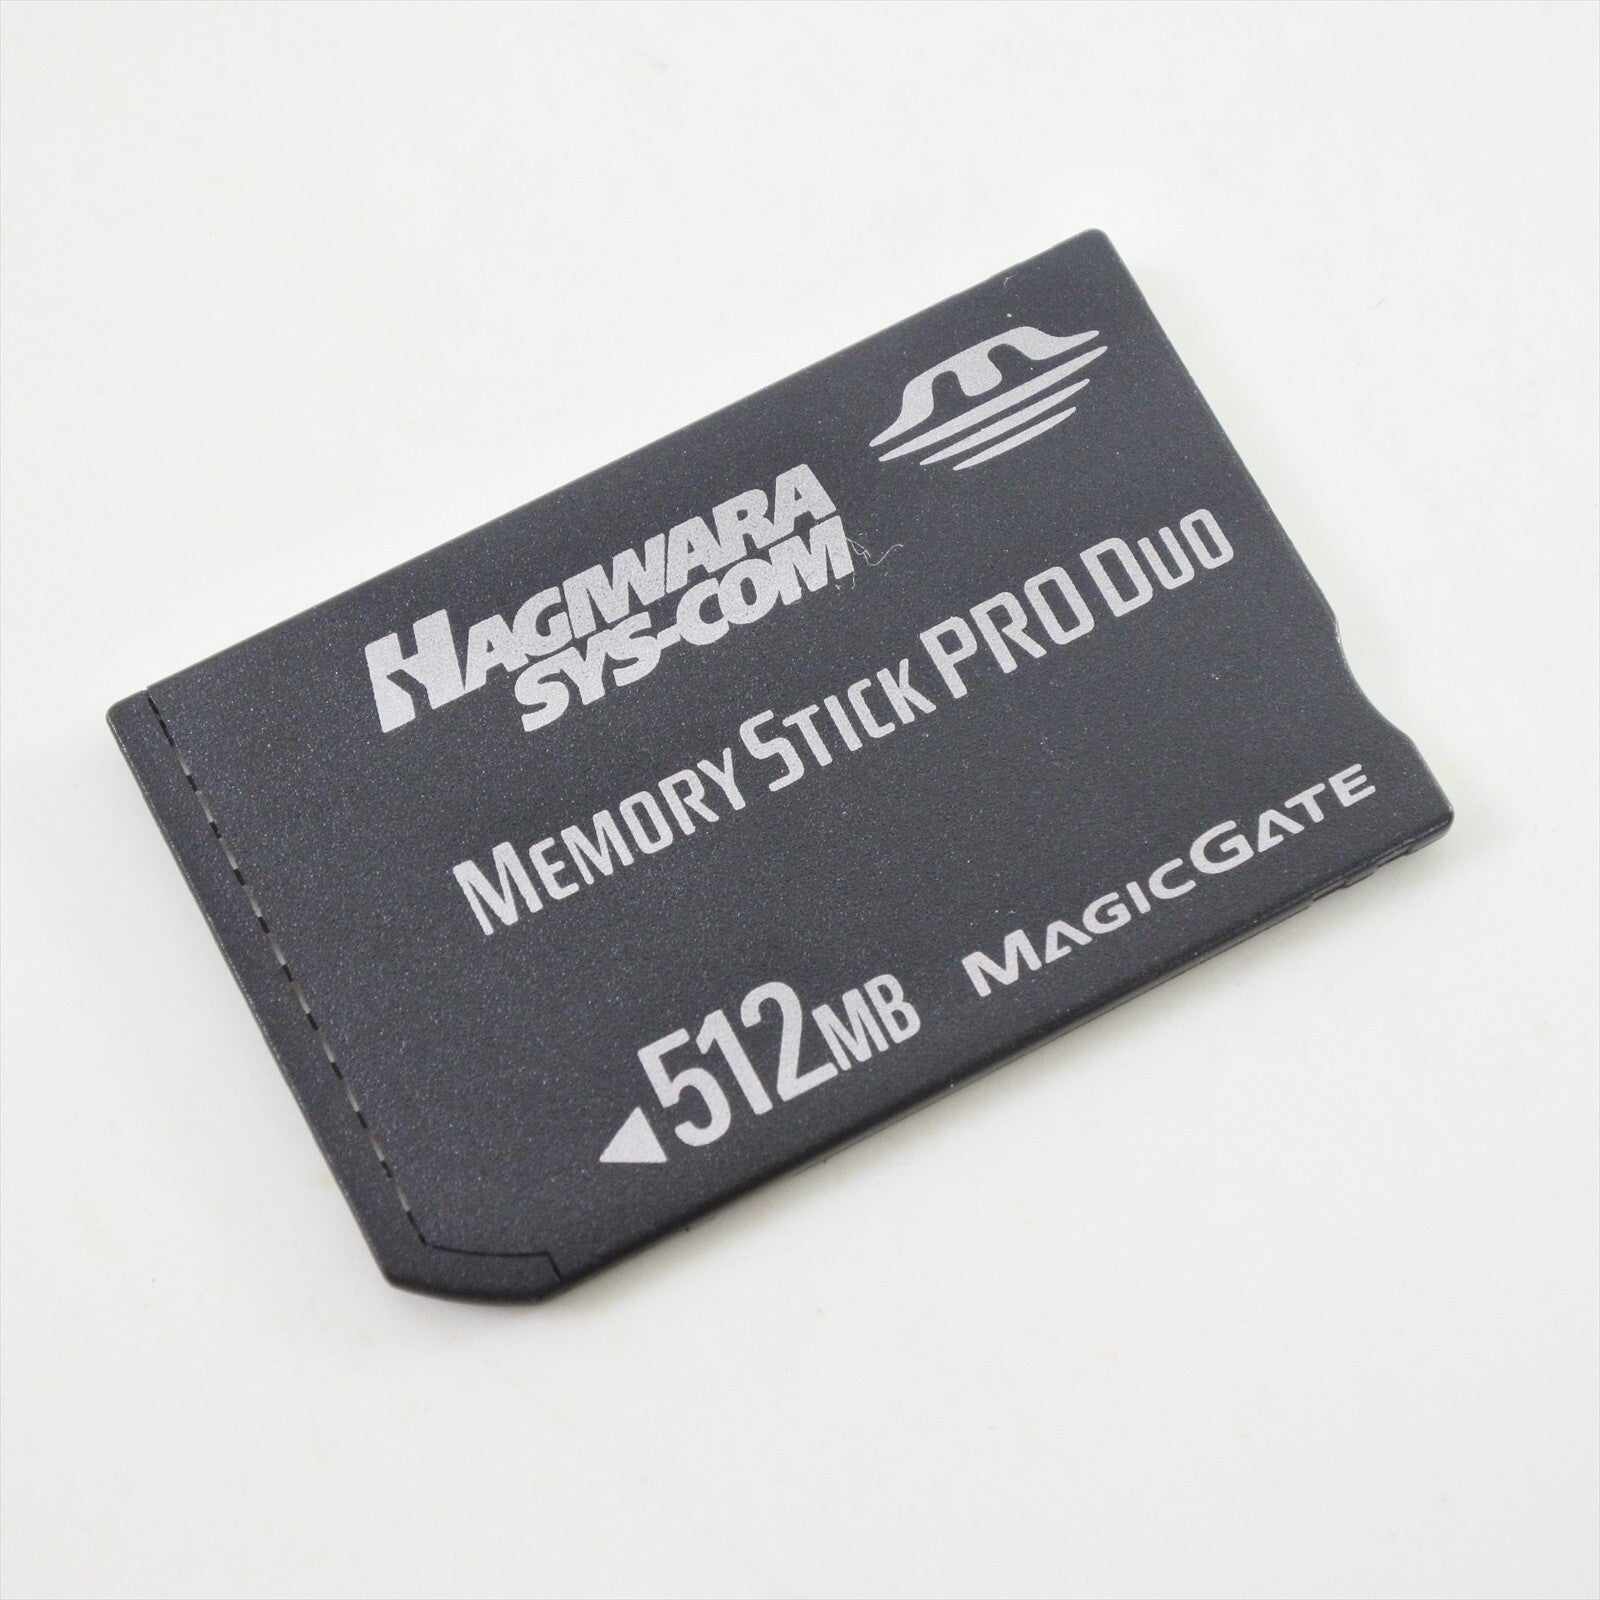 HAGIWARA
SYS-COM
MEMORY STICK PRO DUO
512MB
MAGICGATE